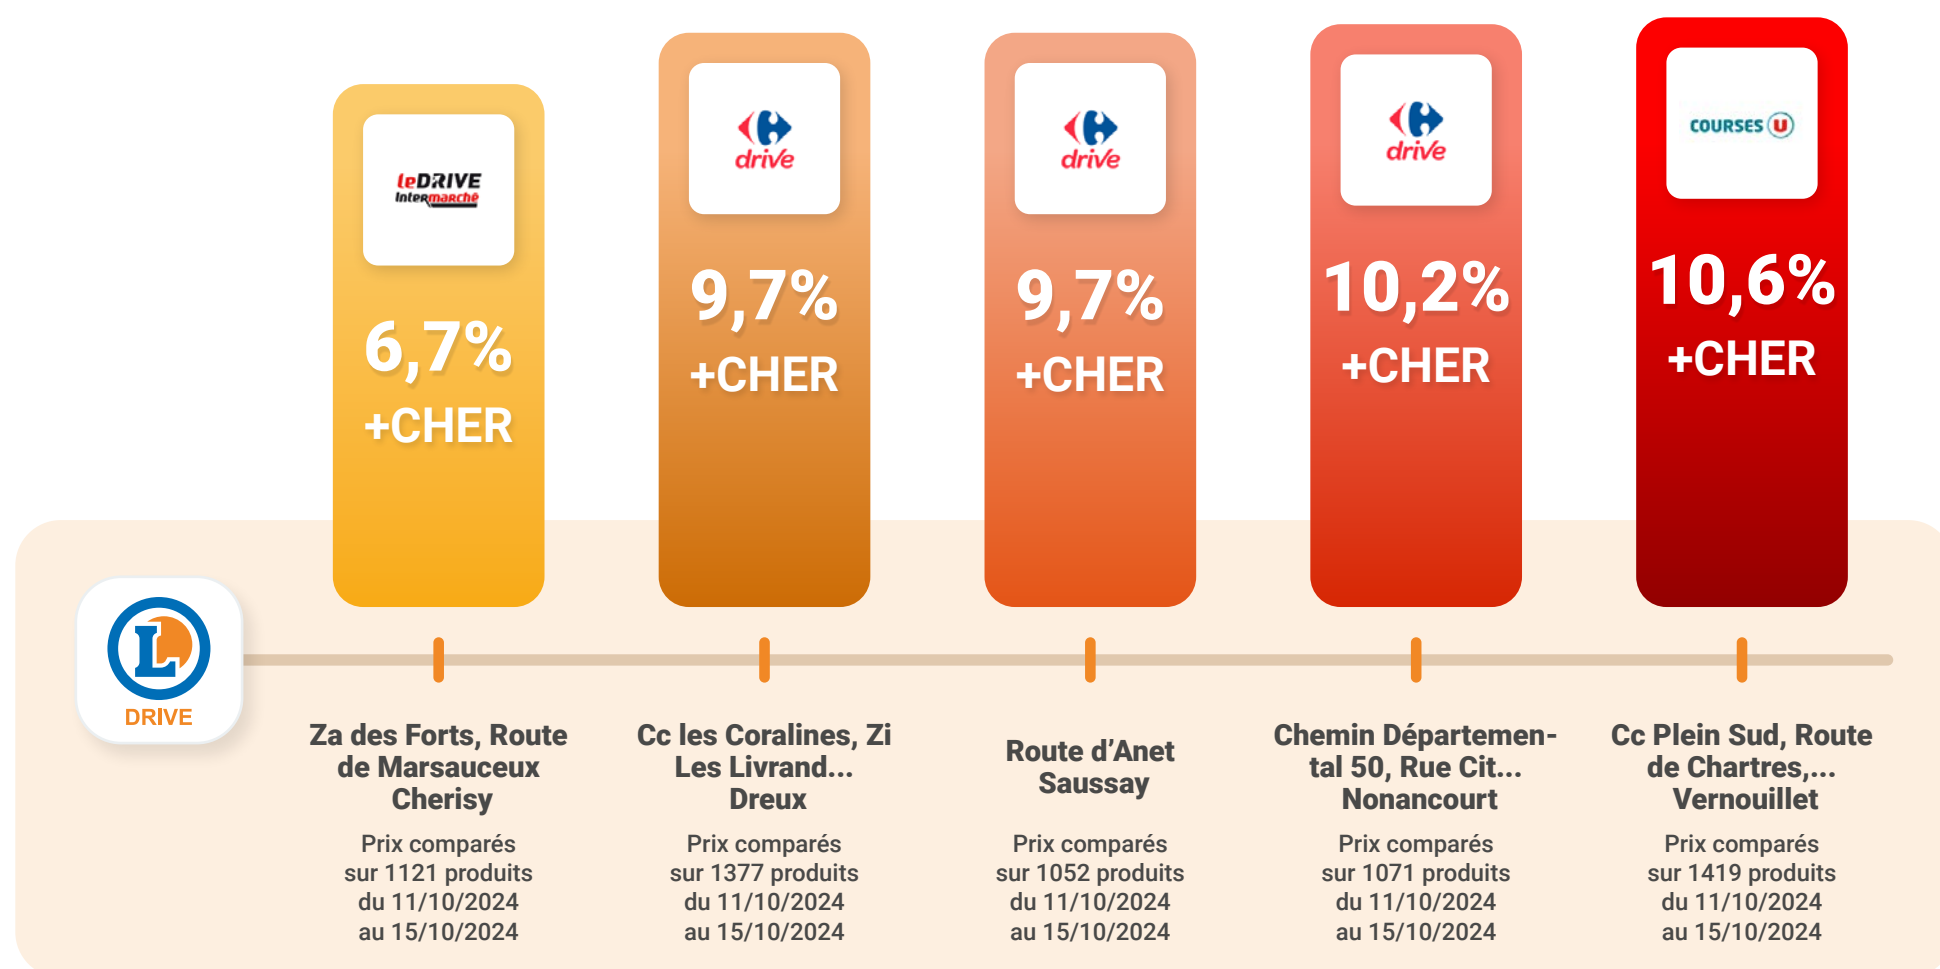 leDRIVE
Intermarché
6,7%
+CHER
drive
9,7%
+CHER
drive
9,7%
+CHER
drive
10,2%
+CHER
COURSES U
10,6%
+CHER
L
DRIVE
Za des Forts, Route
de Marsauceux
Cherisy
Prix comparés
sur 1121 produits
du 11/10/2024
au 15/10/2024
Cc les Coralines, Zi
Les Livrand...
Dreux
Prix comparés
sur 1377 produits
du 11/10/2024
au 15/10/2024
Route d’Anet
Saussay
Prix comparés
sur 1052 produits
du 11/10/2024
au 15/10/2024
Chemin Départemen-
tal 50, Rue Cit...
Nonancourt
Prix comparés
sur 1071 produits
du 11/10/2024
au 15/10/2024
Cc Plein Sud, Route
de Chartres,...
Vernouillet
Prix comparés
sur 1419 produits
du 11/10/2024
au 15/10/2024